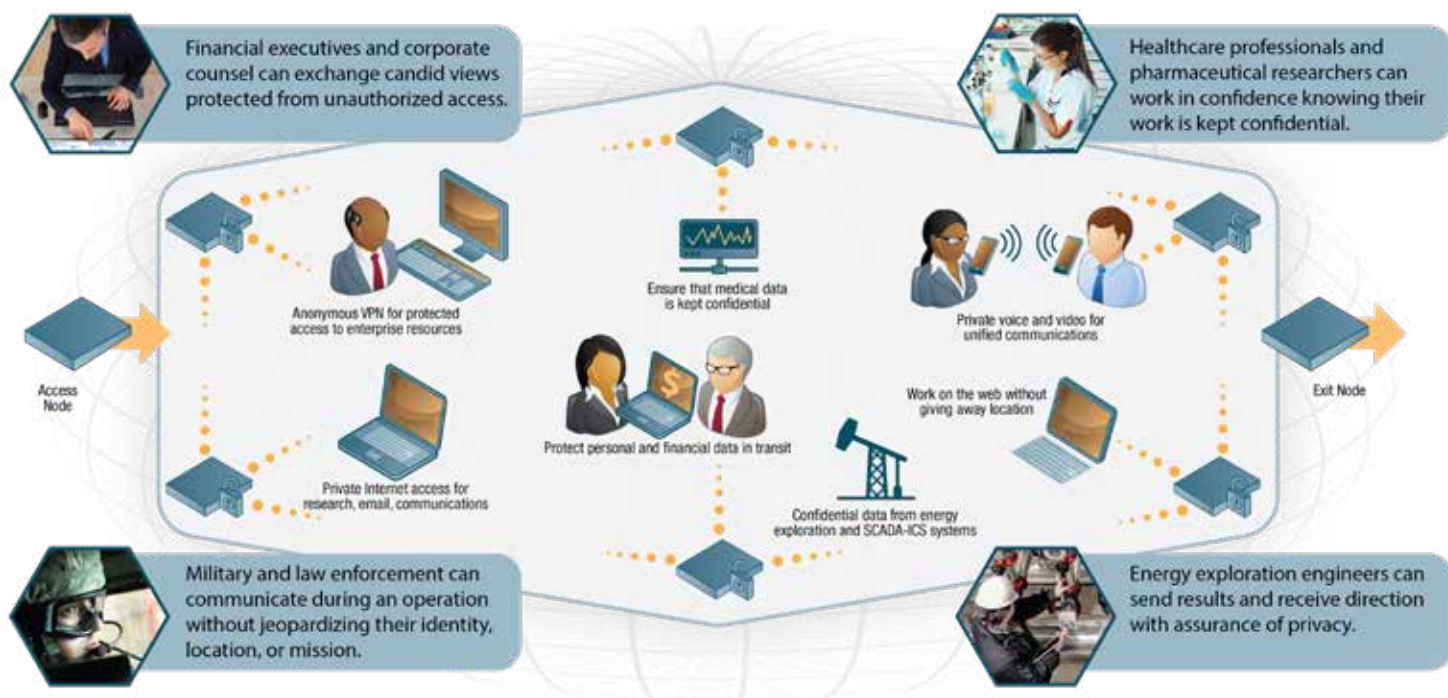 Financial executives and corporate
counsel can exchange candid views
protected from unauthorized access.
Healthcare professionals and
pharmaceutical researchers can
work in confidence knowing their
work is kept confidential.
Anonymous VPN for protected
access to enterprise resources
Ensure that medical data
is kept confidential
Private voice and video for
unified communications
Access
Node
Exit Node
Protect personal and financial data in transit
Work on the web without
giving away location
Private Internet access for
research, email, communications
Confidential data from energy
exploration and SCADA-ICS systems
Military and law enforcement can
communicate during an operation
without jeopardizing their identity,
location, or mission.
Energy exploration engineers can
send results and receive direction
with assurance of privacy.